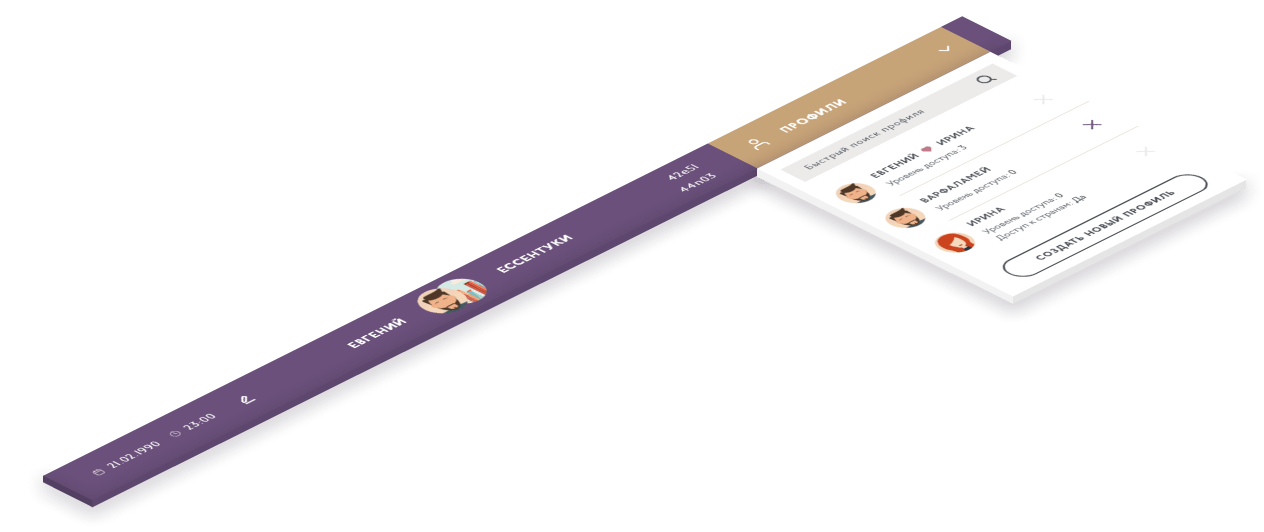 21.02.1990
23:00
ЕВГЕНИЙ
ЕССЕНТУКИ
42e51
44n03
ПРОФИЛИ
Быстрый поиск профиля
ЕВГЕНИЙ ИРИНА
Уровень доступа: 3
ВАРФАЛАМЕЙ
Уровень доступа: 0
ИРИНА
Уровень доступа: 0
Доступ к странам: Да
СОЗДАТЬ НОВЫЙ ПРОФИЛЬ